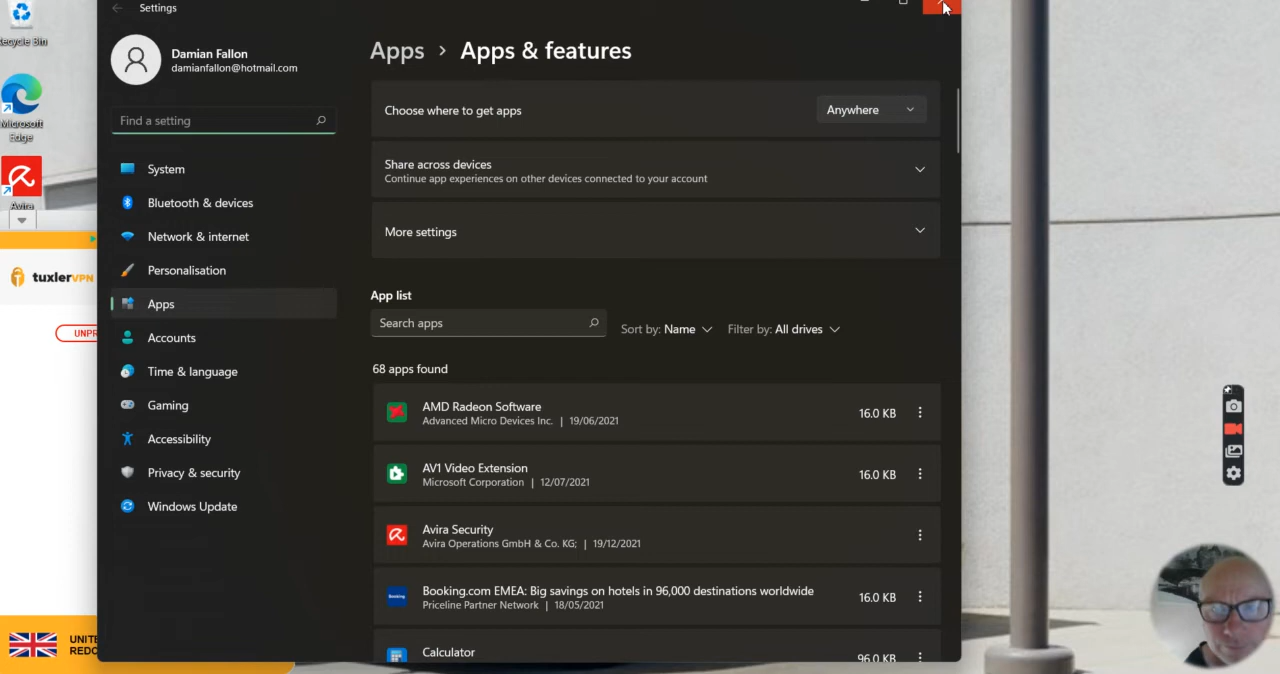 Settings
Recycle Bin
Damian Fallon
damianfallon@hotmail.com
Apps > Apps & features
Microsoft
Edge
Find a setting
Choose where to get apps
Anywhere
Avira
System
Share across devices
Continue app experiences on other devices connected to your account
Bluetooth & devices
Network & internet
More settings
tuxlerVPN
Personalisation
Apps
App list
UNPR
Search apps
Sort by: Name
Filter by: All drives
Accounts
Time & language
68 apps found
Gaming
AMD Radeon Software
Advanced Micro Devices Inc. | 19/06/2021
16.0 KB
Accessibility
Privacy & security
AV1 Video Extension
Microsoft Corporation | 12/07/2021
16.0 KB
Windows Update
Avira Security
Avira Operations GmbH & Co. KG; | 19/12/2021
Booking.com EMEA: Big savings on hotels in 96,000 destinations worldwide
Priceline Partner Network | 18/05/2021
16.0 KB
Booking
UNITE
REDC
Calculator
96.0 KB